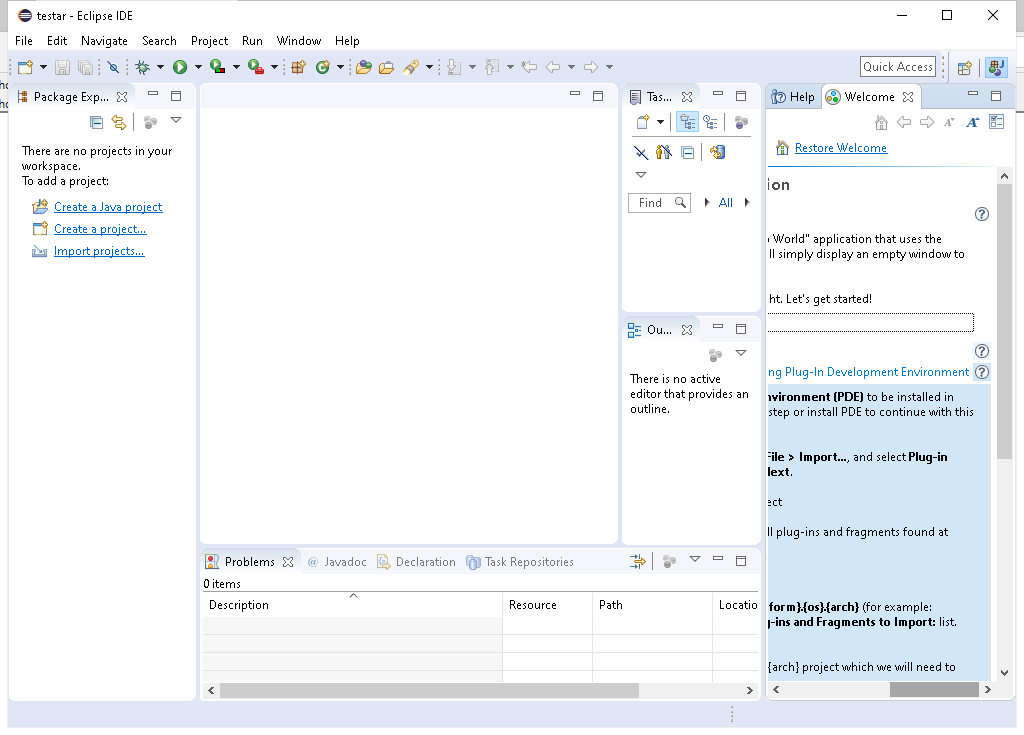 testar - Eclipse IDE
File Edit Navigate Search Project Run Window Help
Quick Access
Package Exp...
There are no projects in your
workspace.
To add a project:
Create a Java project
Create a project...
Import projects...
Tas...
Find
All
Ou...
There is no active
editor that provides an
outline.
Help
Welcome
Restore Welcome
ion
World" application that uses the
ll simply display an empty window to
ht. Let's get started!
ng Plug-In Development Environment
nvironment (PDE) to be installed in
step or install PDE to continue with this
File > Import..., and select Plug-in
Next.
ect
ll plug-ins and fragments found at
form}.{os}.{arch} (for example:
g-ins and Fragments to Import: list.
{arch} project which we will need to
Problems @ Javadoc Declaration Task Repositories
0 items
Description Resource Path Locatio